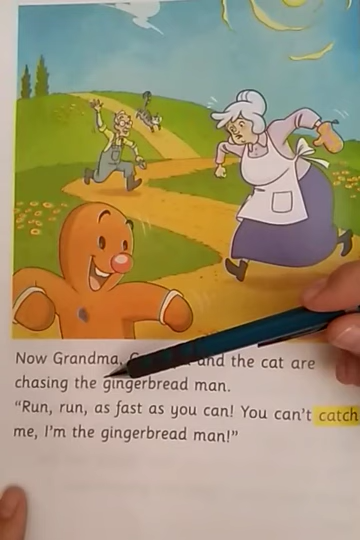 Now Grandma, and the cat are
chasing the gingerbread man.
“Run, run, as fast as you can! You can’t catch
me, I’m the gingerbread man!”